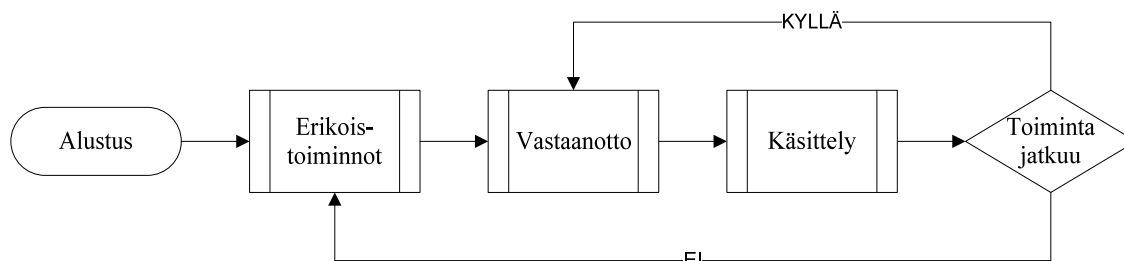 KYLLÄ
Alustus
Erikois-
toiminnot
Vastaanotto
Käsittely
Toiminta
jatkuu
EI